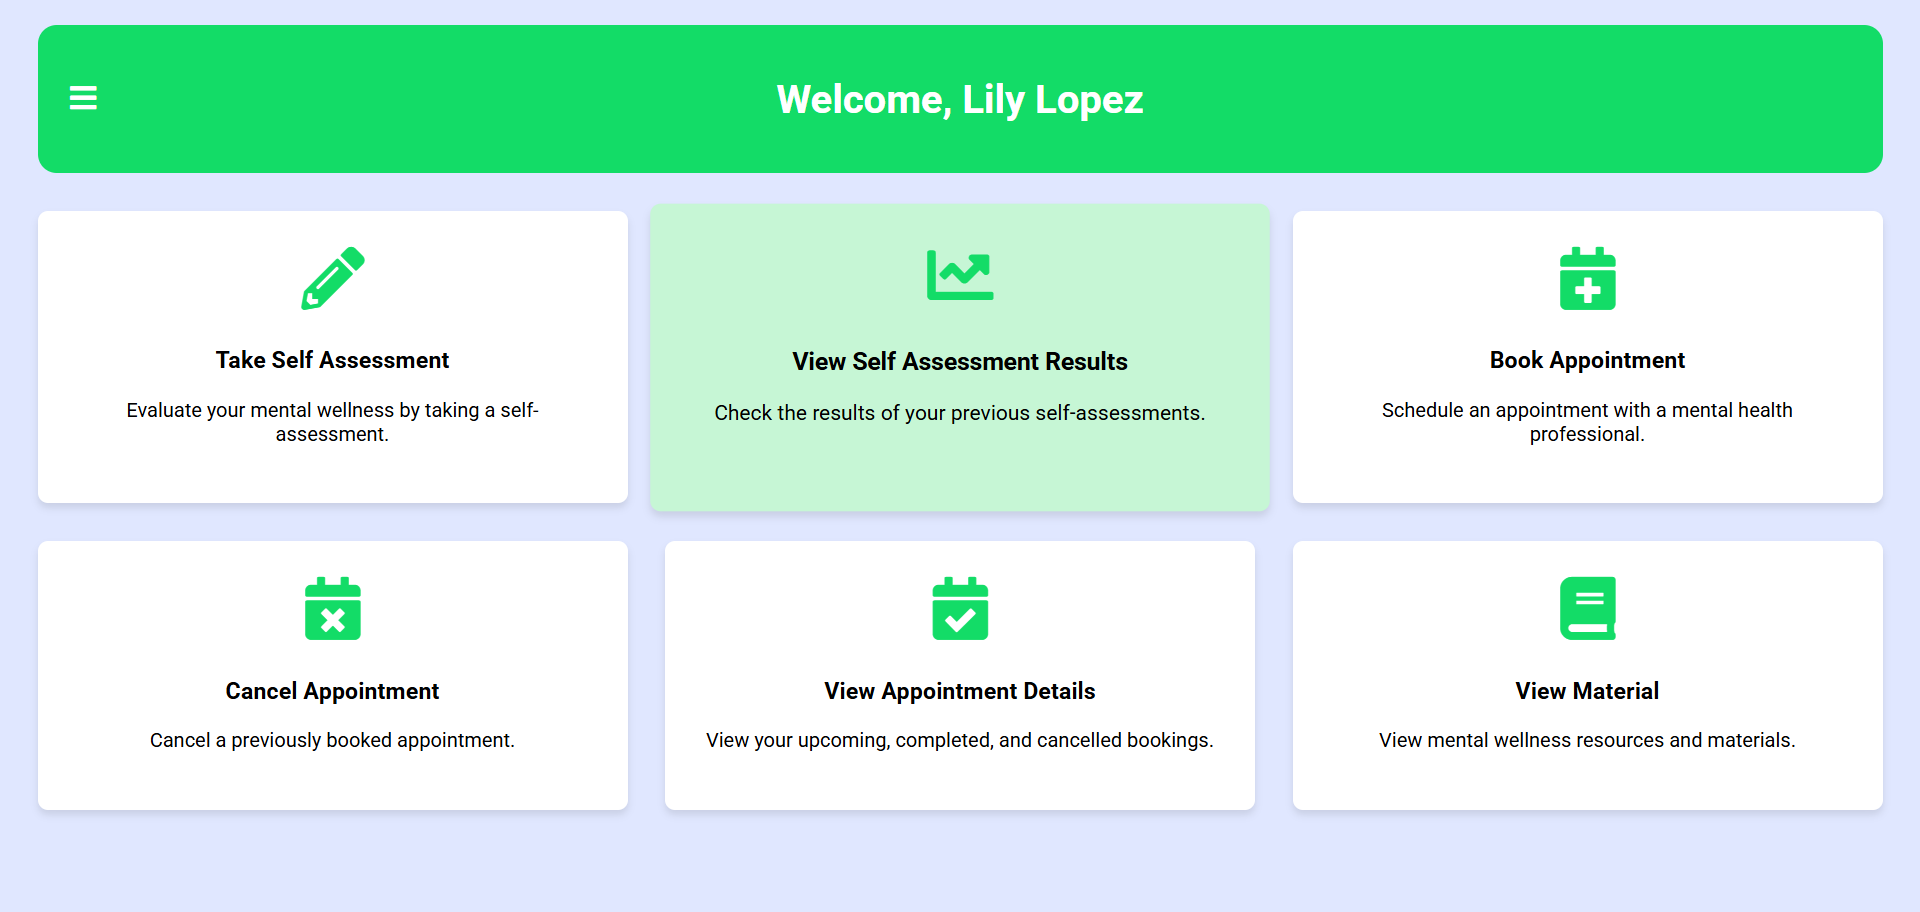 Welcome, Lily Lopez
Take Self Assessment
Evaluate your mental wellness by taking a self-
assessment.
View Self Assessment Results
Check the results of your previous self-assessments.
Book Appointment
Schedule an appointment with a mental health
professional.
Cancel Appointment
Cancel a previously booked appointment.
View Appointment Details
View your upcoming, completed, and cancelled bookings.
View Material
View mental wellness resources and materials.